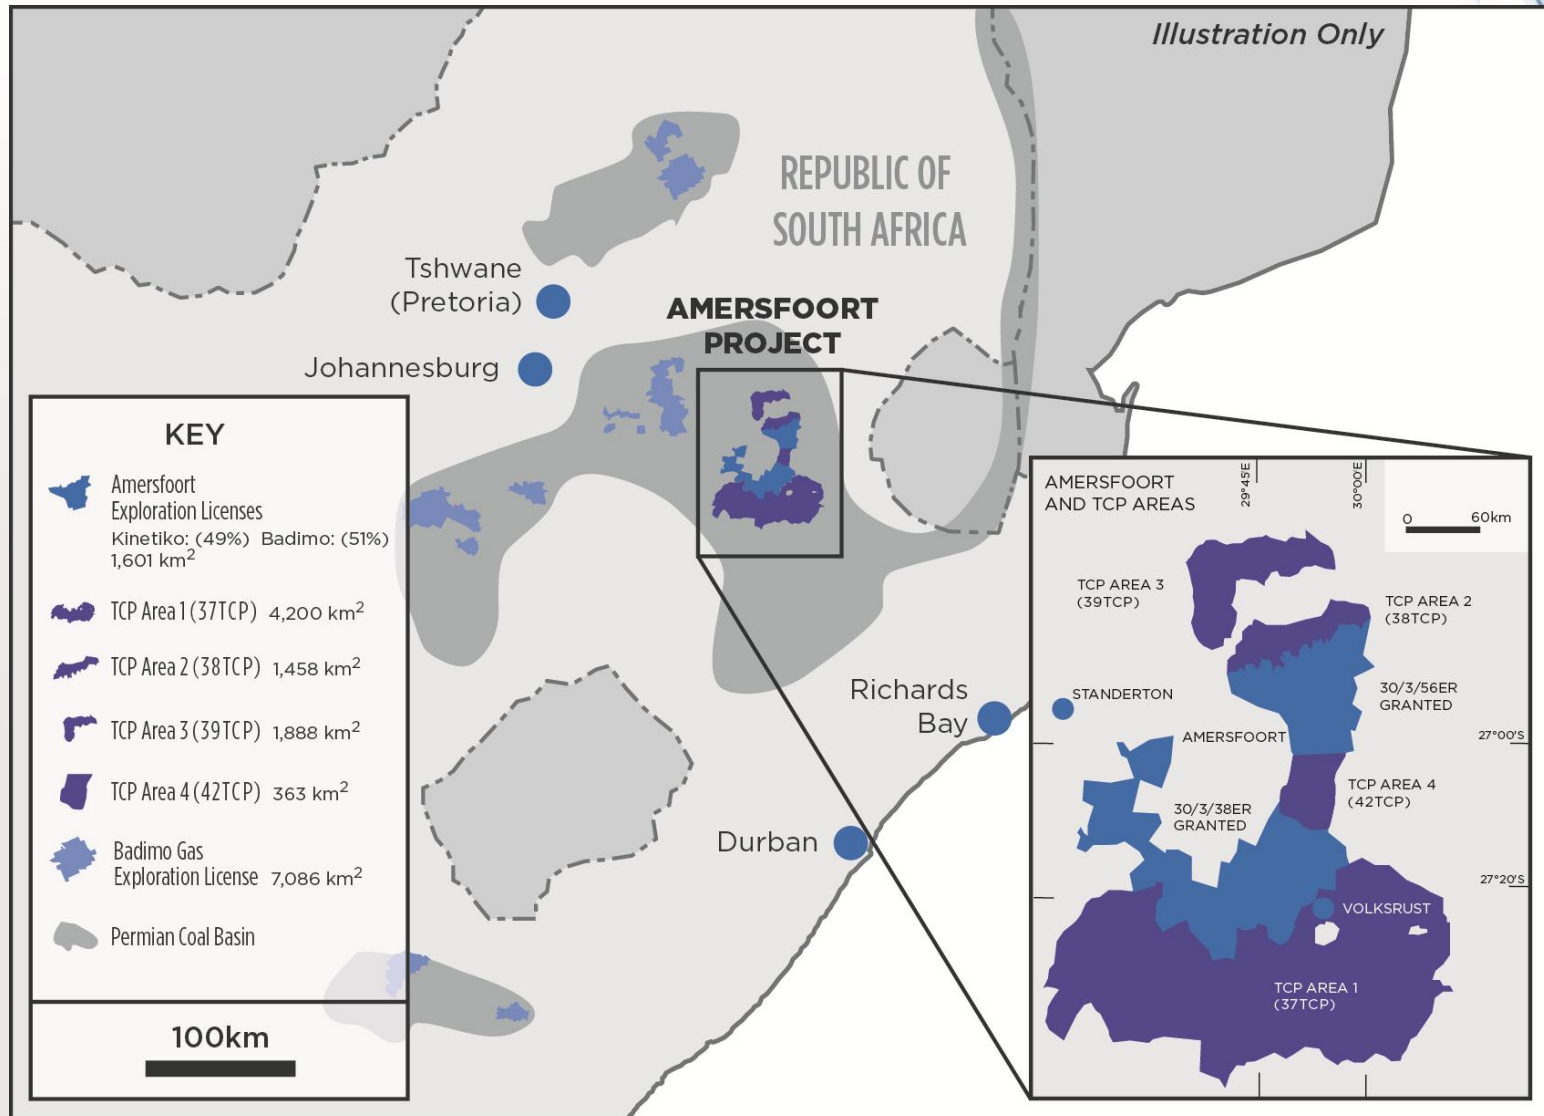 Illustration Only
REPUBLIC OF
SOUTH AFRICA
Tshwane
(Pretoria)
Johannesburg
AMERSFOORT
PROJECT
Richards
Bay
Durban
KEY
Amersfoort
Exploration Licenses
Kinetiko: (49%) Badimo: (51%)
1,601 km²
TCP Area 1 (37TCP) 4,200 km²
TCP Area 2 (38TCP) 1,458 km²
TCP Area 3 (39TCP) 1,888 km²
TCP Area 4 (42TCP) 363 km²
Badimo Gas
Exploration License 7,086 km²
Permian Coal Basin
100km
AMERSFOORT
AND TCP AREAS
29°45'E
30°00'E
0 60km
TCP AREA 3
(39TCP)
TCP AREA 2
(38TCP)
30/3/56ER
GRANTED
STANDERTON
AMERSFOORT
27°00'S
TCP AREA 4
(42TCP)
30/3/38ER
GRANTED
27°20'S
VOLKSRUST
TCP AREA 1
(37TCP)